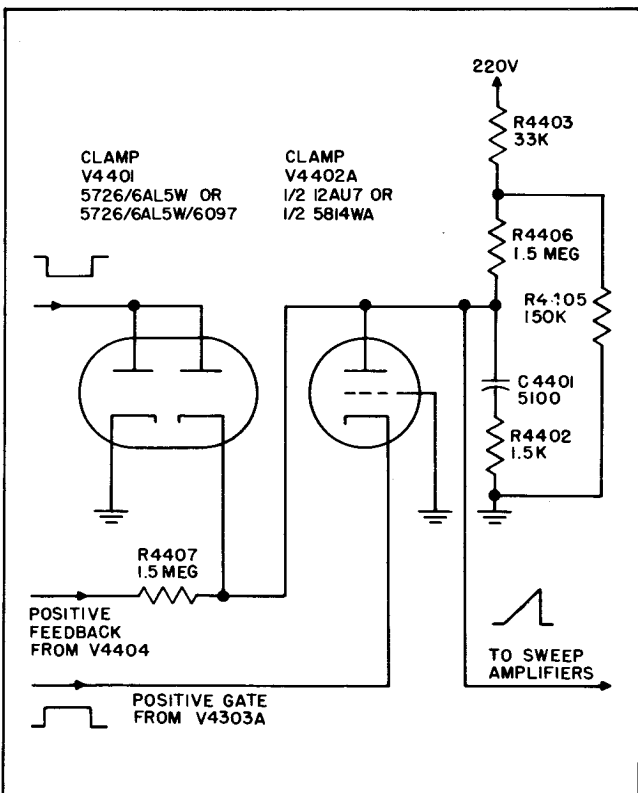 220V
R4403
33K
CLAMP
V4401
5726/6AL5W OR
5726/6AL5W/6097
CLAMP
V4402A
1/2 12AU7 OR
1/2 5814WA
R4406
1.5 MEG
R4105
150K
C4401
5100
R4402
1.5K
R4407
1.5 MEG
POSITIVE
FEEDBACK
FROM V4404
TO SWEEP
AMPLIFIERS
POSITIVE GATE
FROM V4303A